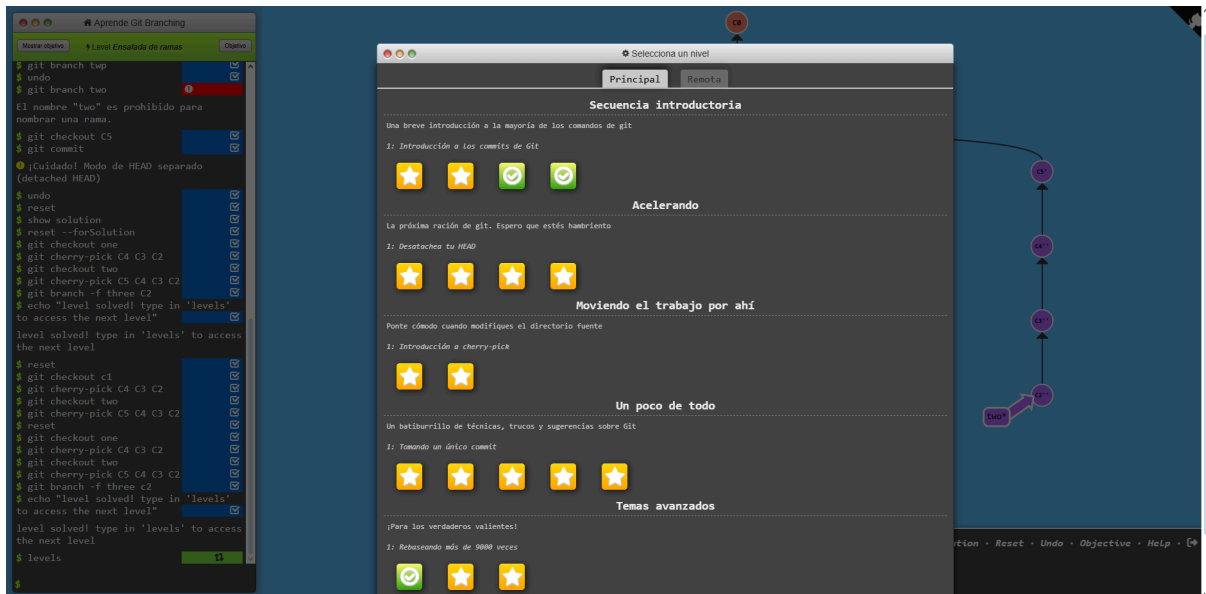 Aprende Git Branching
Mostrar objetivo
Level Ensalada de ramas
Objetivo
$ git branch twp
$ undo
$ git branch two
El nombre "two" es prohibido para
nombrar una rama.
$ git checkout C5
$ git commit
¡Cuidado! Modo de HEAD separado
(detached HEAD)
$ undo
$ reset
$ show solution
$ reset --forSolution
$ git checkout one
$ git cherry-pick C4 C3 C2
$ git checkout two
$ git cherry-pick C5 C4 C3 C2
$ git branch -f three C2
$ echo "level solved! type in 'levels'
to access the next level"
level solved! type in 'levels' to access
the next level
$ reset
$ git checkout c1
$ git cherry-pick C4 C3 C2
$ git checkout two
$ git cherry-pick C5 C4 C3 C2
$ reset
$ git checkout one
$ git cherry-pick C4 C3 C2
$ git checkout two
$ git cherry-pick C5 C4 C3 C2
$ git branch -f three c2
$ echo "level solved! type in 'levels'
to access the next level"
level solved! type in 'levels' to access
the next level
$ levels
$
Selecciona un nivel
Principal
Remota
Secuencia introductoria
Una breve introducción a la mayoría de los comandos de git
1: Introducción a los commits de Git
Acelerando
La próxima ración de git. Espero que estés hambriento
1: Desatachea tu HEAD
Moviendo el trabajo por ahí
Ponte cómodo cuando modifiques el directorio fuente
1: Introducción a cherry-pick
Un poco de todo
Un batiburrillo de técnicas, trucos y sugerencias sobre Git
1: Tomando un único commit
Temas avanzados
¡Para los verdaderos valientes!
1: Rebaseando más de 9000 veces
C0
C5'
C4''
C3''
C2''
two*
Reset · Undo · Objective · Help ·